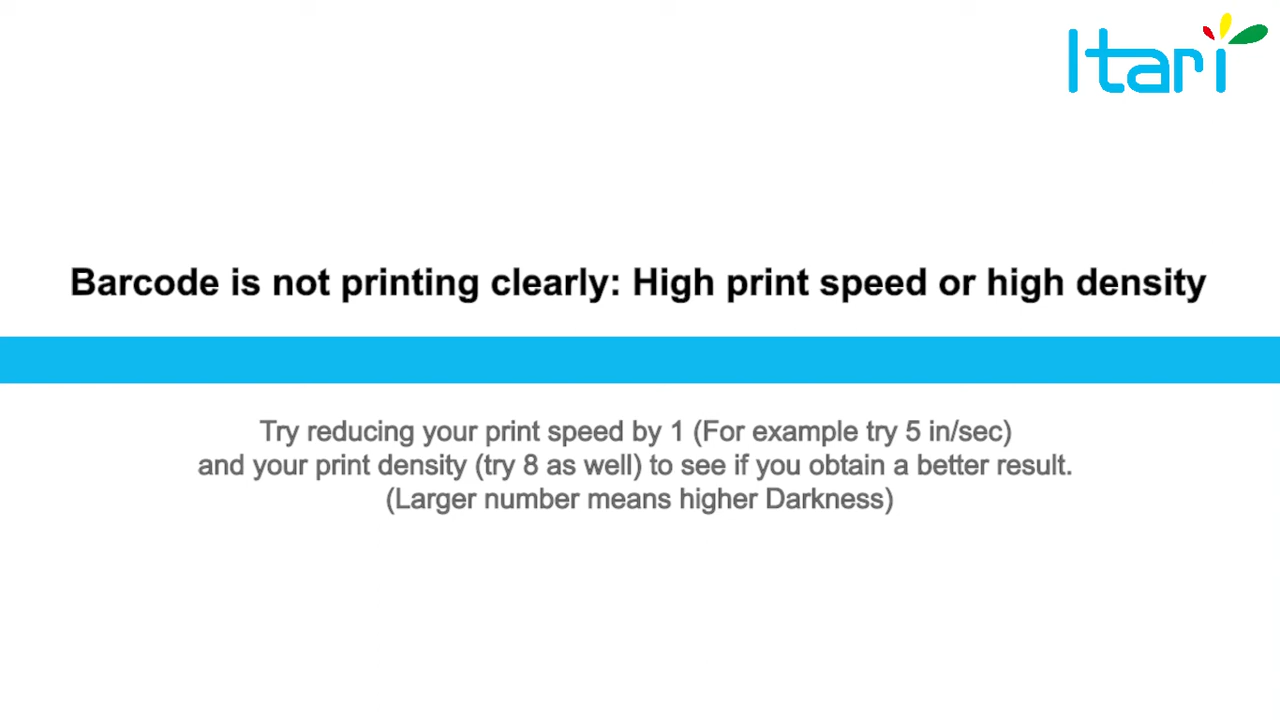 Itari
Barcode is not printing clearly: High print speed or high density
Try reducing your print speed by 1 (For example try 5 in/sec)
and your print density (try 8 as well) to see if you obtain a better result.
(Larger number means higher Darkness)